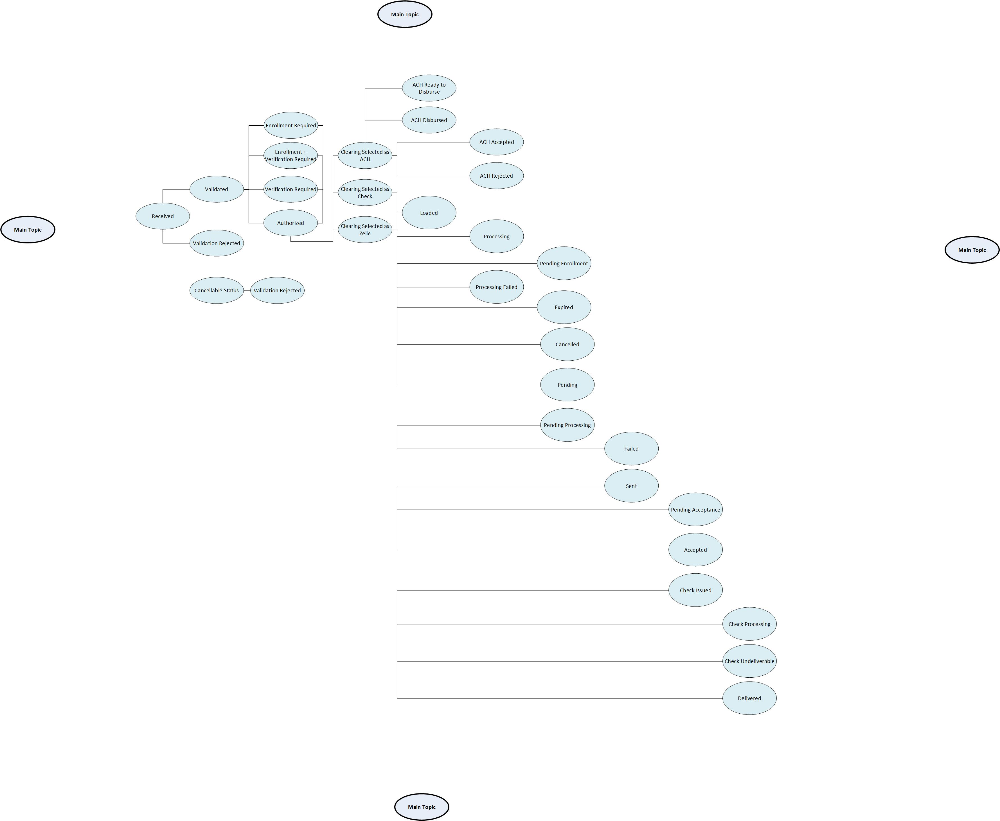 Main Topic
ACH Ready to
Disburse
ACH Disbursed
Enrollment Required
ACH Accepted
Enrollment +
Verification Required
Clearing Selected as
ACH
ACH Rejected
Validated
Verification Required
Clearing Selected as
Check
Loaded
Received
Authorized
Clearing Selected as
Zelle
Main Topic
Processing
Validation Rejected
Main Topic
Pending Enrollment
Processing Failed
Cancellable Status
Validation Rejected
Expired
Cancelled
Pending
Pending Processing
Failed
Sent
Pending Acceptance
Accepted
Check Issued
Check Processing
Check Undeliverable
Delivered
Main Topic